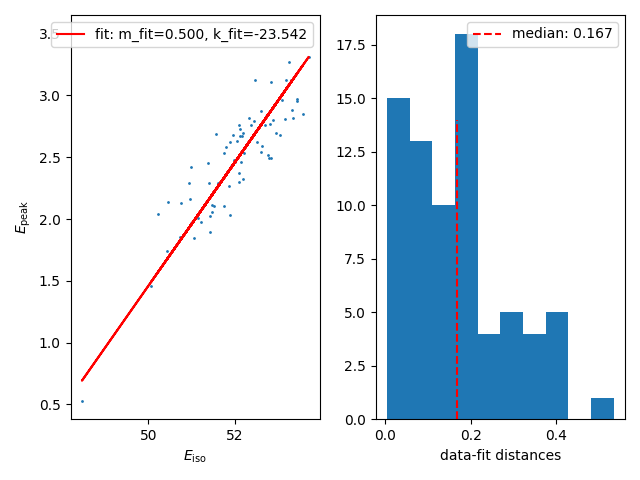 3.5
3.0
2.5
2.0
1.5
1.0
0.5
E_peak
fit: m_fit=0.500, k_fit=-23.542
50 52
E_iso
17.5
15.0
12.5
10.0
7.5
5.0
2.5
0.0
median: 0.167
0.0 0.2 0.4
data-fit distances